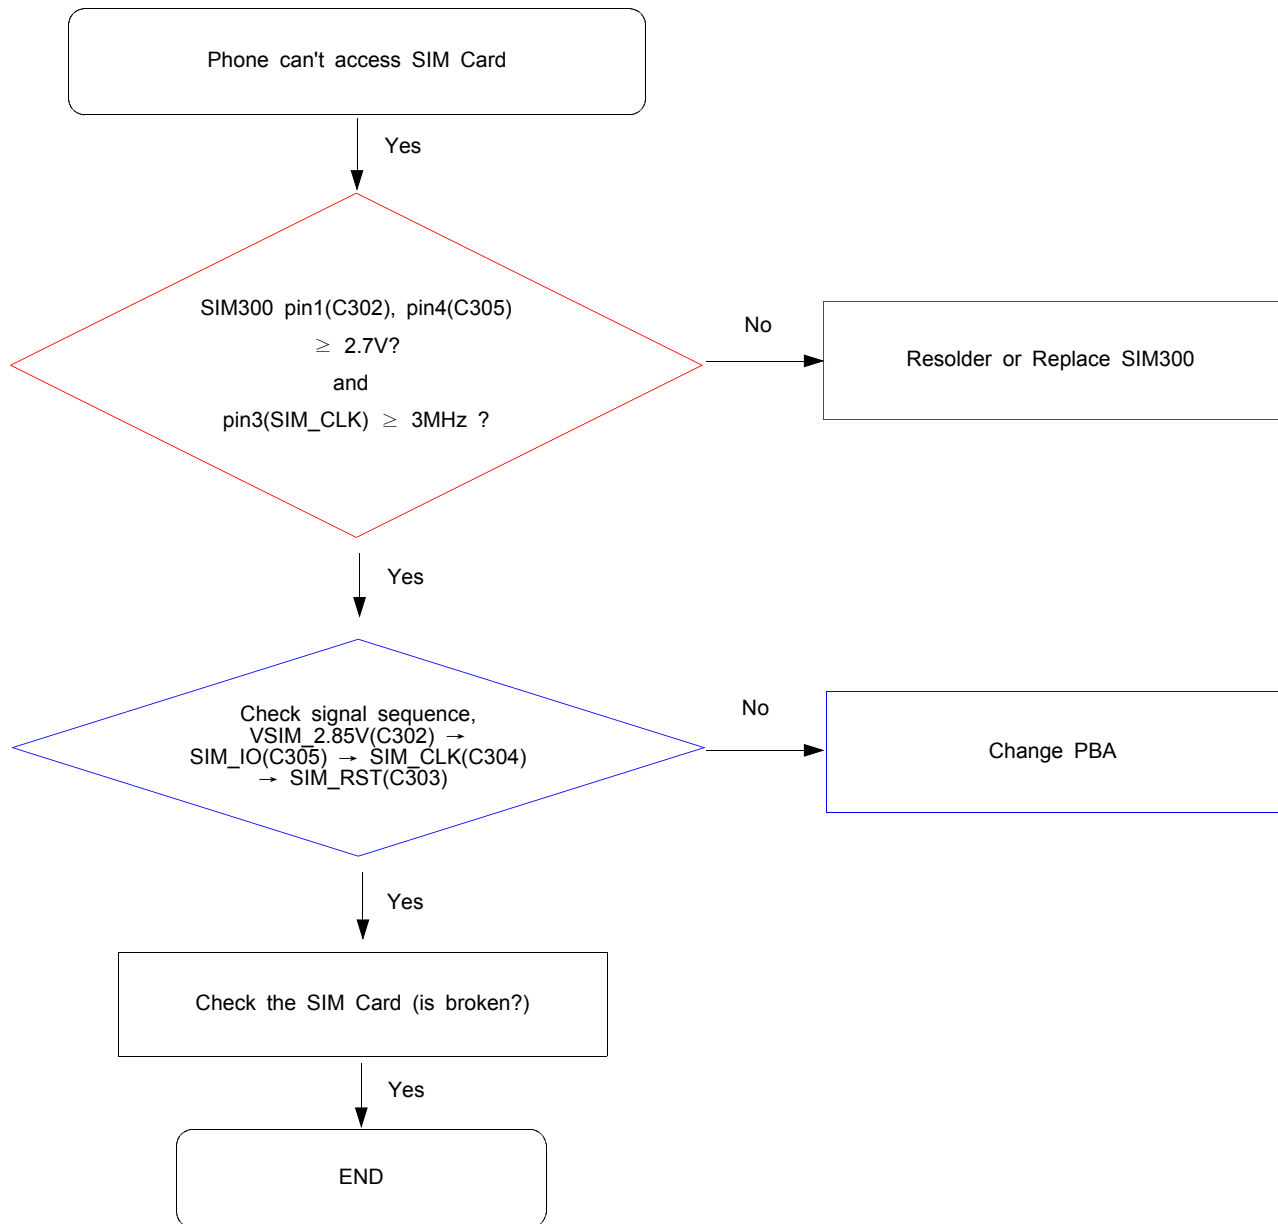 Phone can't access SIM Card
Yes
SIM300 pin1(C302), pin4(C305)
≥ 2.7V?
and
pin3(SIM_CLK) ≥ 3MHz ?
No
Resolder or Replace SIM300
Yes
Check signal sequence,
VSIM_2.85V(C302) →
SIM_IO(C305) → SIM_CLK(C304)
→ SIM_RST(C303)
No
Change PBA
Yes
Check the SIM Card (is broken?)
Yes
END